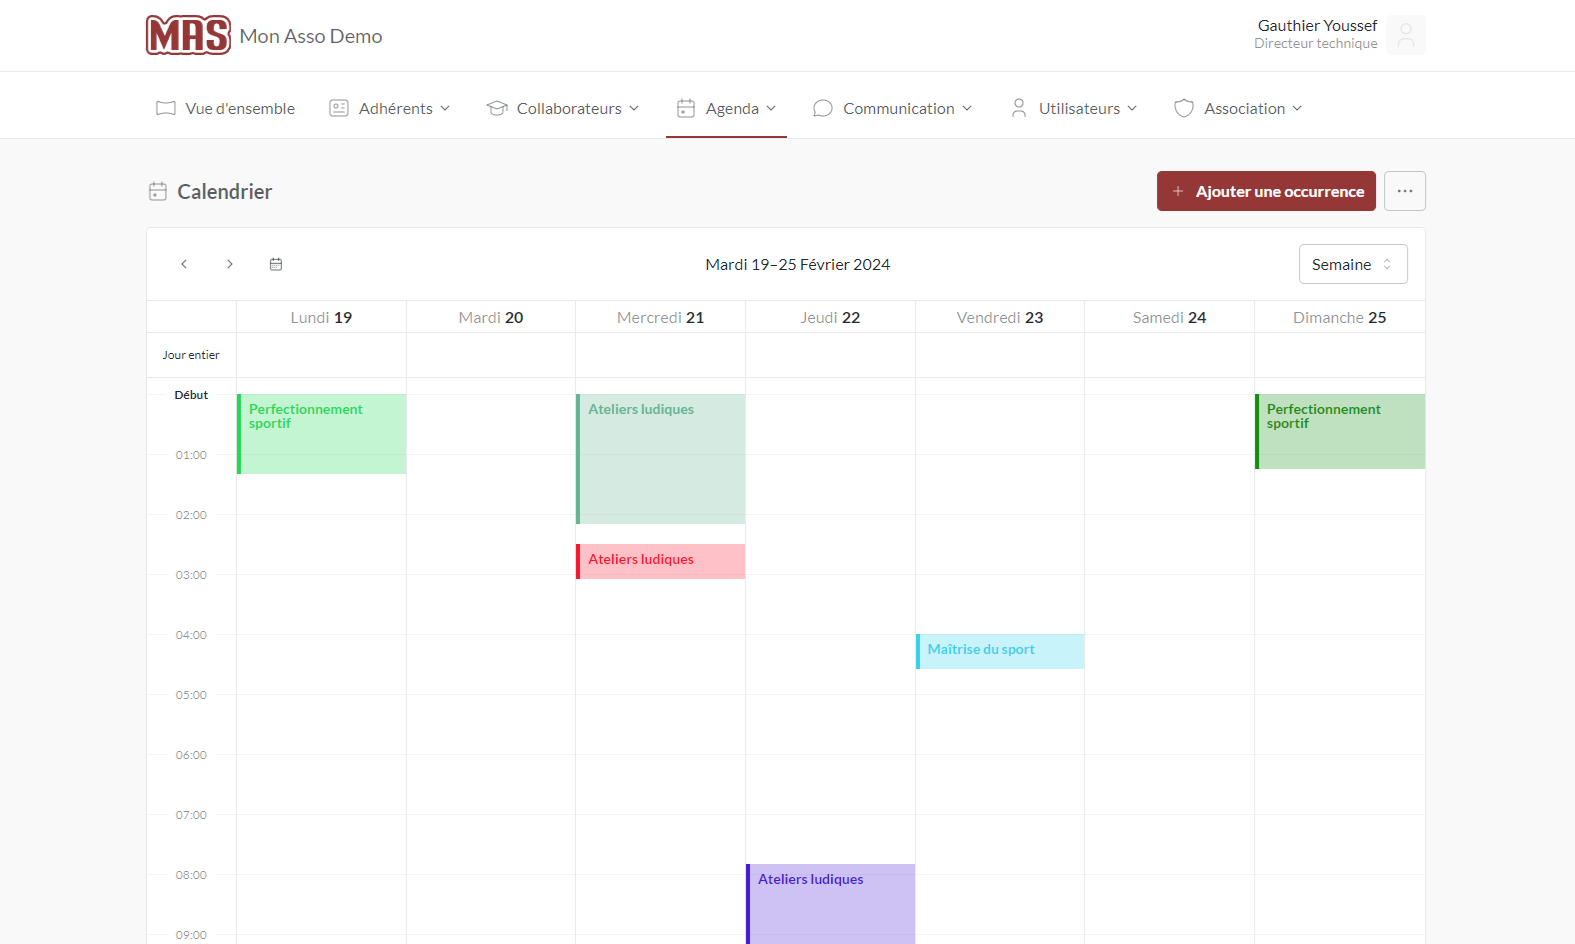 MAS Mon Asso Demo
Gauthier Youssef
Directeur technique
Vue d'ensemble Adhérents Collaborateurs Agenda Communication Utilisateurs Association
Calendrier
+ Ajouter une occurrence
Mardi 19–25 Février 2024
Semaine
Lundi 19 Mardi 20 Mercredi 21 Jeudi 22 Vendredi 23 Samedi 24 Dimanche 25
Jour entier
Début
Perfectionnement
sportif
Ateliers ludiques
Perfectionnement
sportif
01:00
02:00
Ateliers ludiques
03:00
04:00
Maîtrise du sport
05:00
06:00
07:00
08:00
Ateliers ludiques
09:00